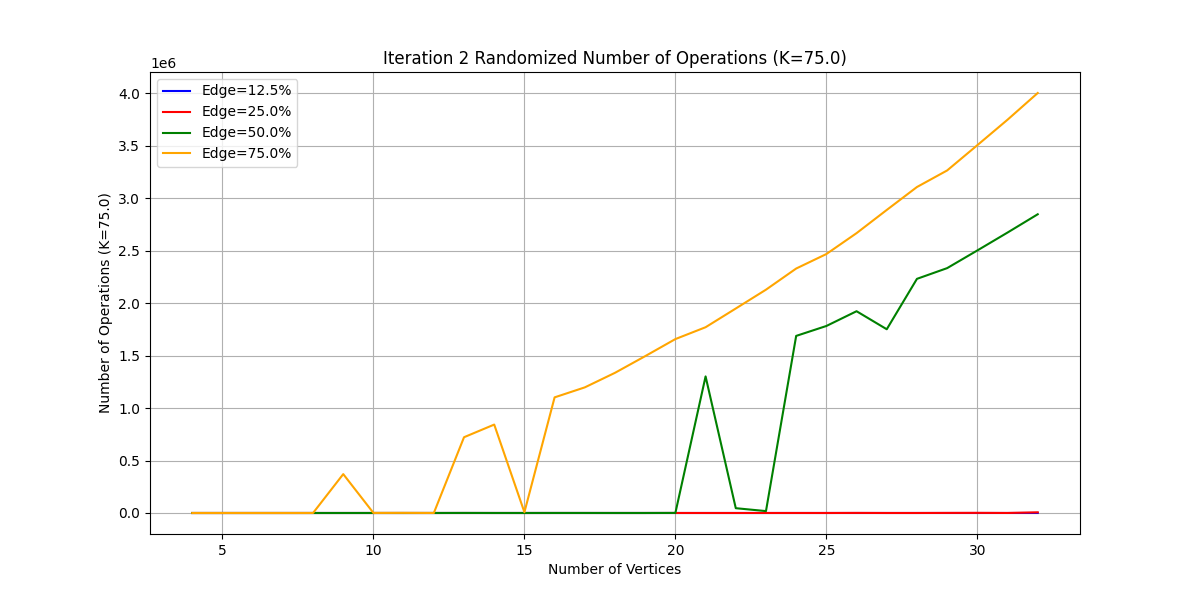 Iteration 2 Randomized Number of Operations (K=75.0)
1e6
Edge=12.5%
Edge=25.0%
Edge=50.0%
Edge=75.0%
4.0
3.5
3.0
2.5
2.0
1.5
1.0
0.5
0.0
Number of Operations (K=75.0)
5 10 15 20 25 30
Number of Vertices